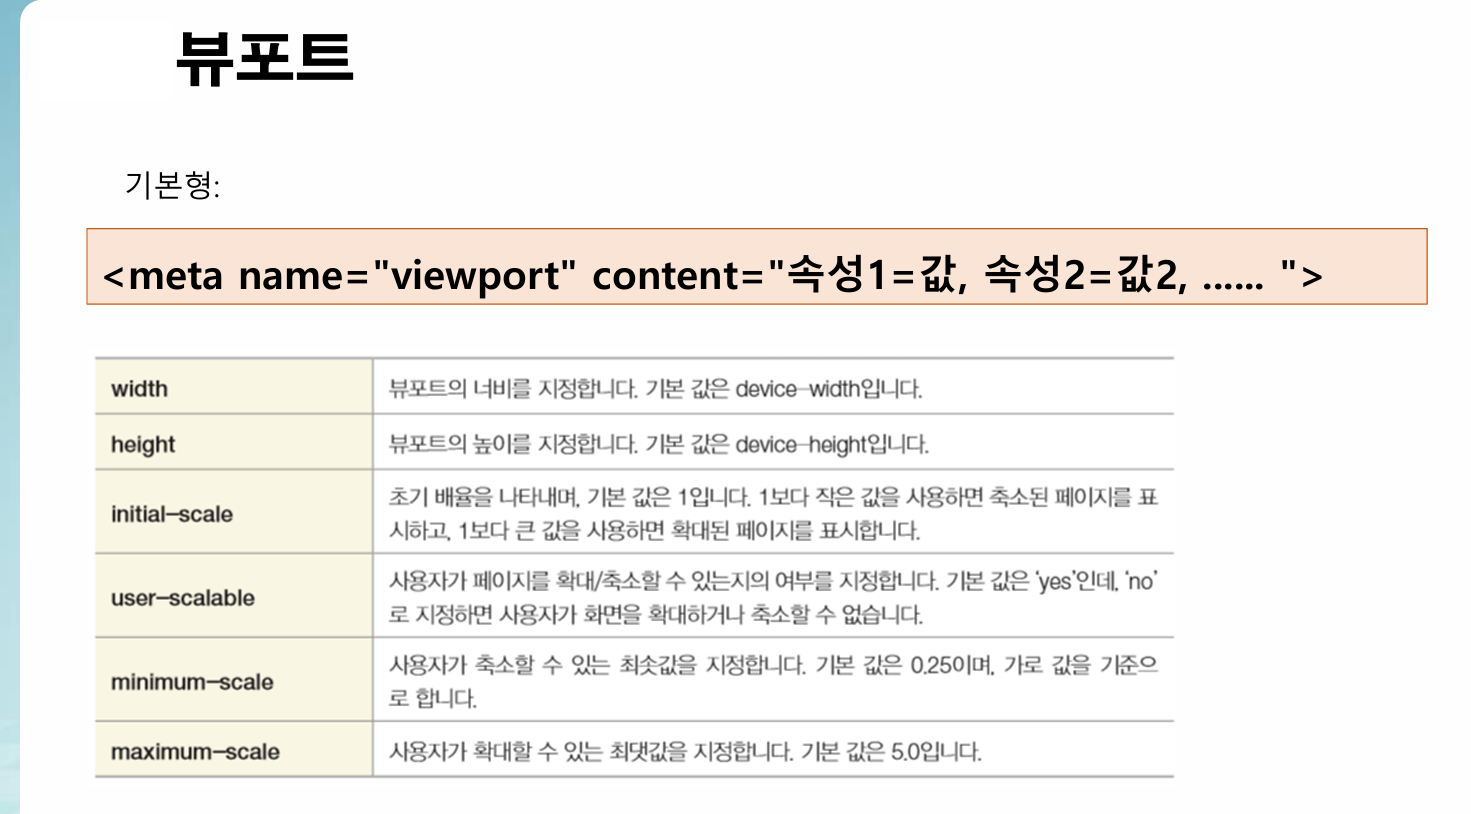 뷰포트
기본형:
<meta name="viewport" content="속성1=값, 속성2=값2, ...... ">
width
뷰포트의 너비를 지정합니다. 기본 값은 device-width입니다.
height
뷰포트의 높이를 지정합니다. 기본 값은 device-height입니다.
initial-scale
초기 배율을 나타내며, 기본 값은 1입니다. 1보다 작은 값을 사용하면 축소된 페이지를 표
시하고, 1보다 큰 값을 사용하면 확대된 페이지를 표시합니다.
user-scalable
사용자가 페이지를 확대/축소할 수 있는지의 여부를 지정합니다. 기본 값은 ‘yes’인데, ‘no’
로 지정하면 사용자가 화면을 확대하거나 축소할 수 없습니다.
minimum-scale
사용자가 축소할 수 있는 최솟값을 지정합니다. 기본 값은 0.25이며, 가로 값을 기준으
로 합니다.
maximum-scale
사용자가 확대할 수 있는 최댓값을 지정합니다. 기본 값은 5.0입니다.